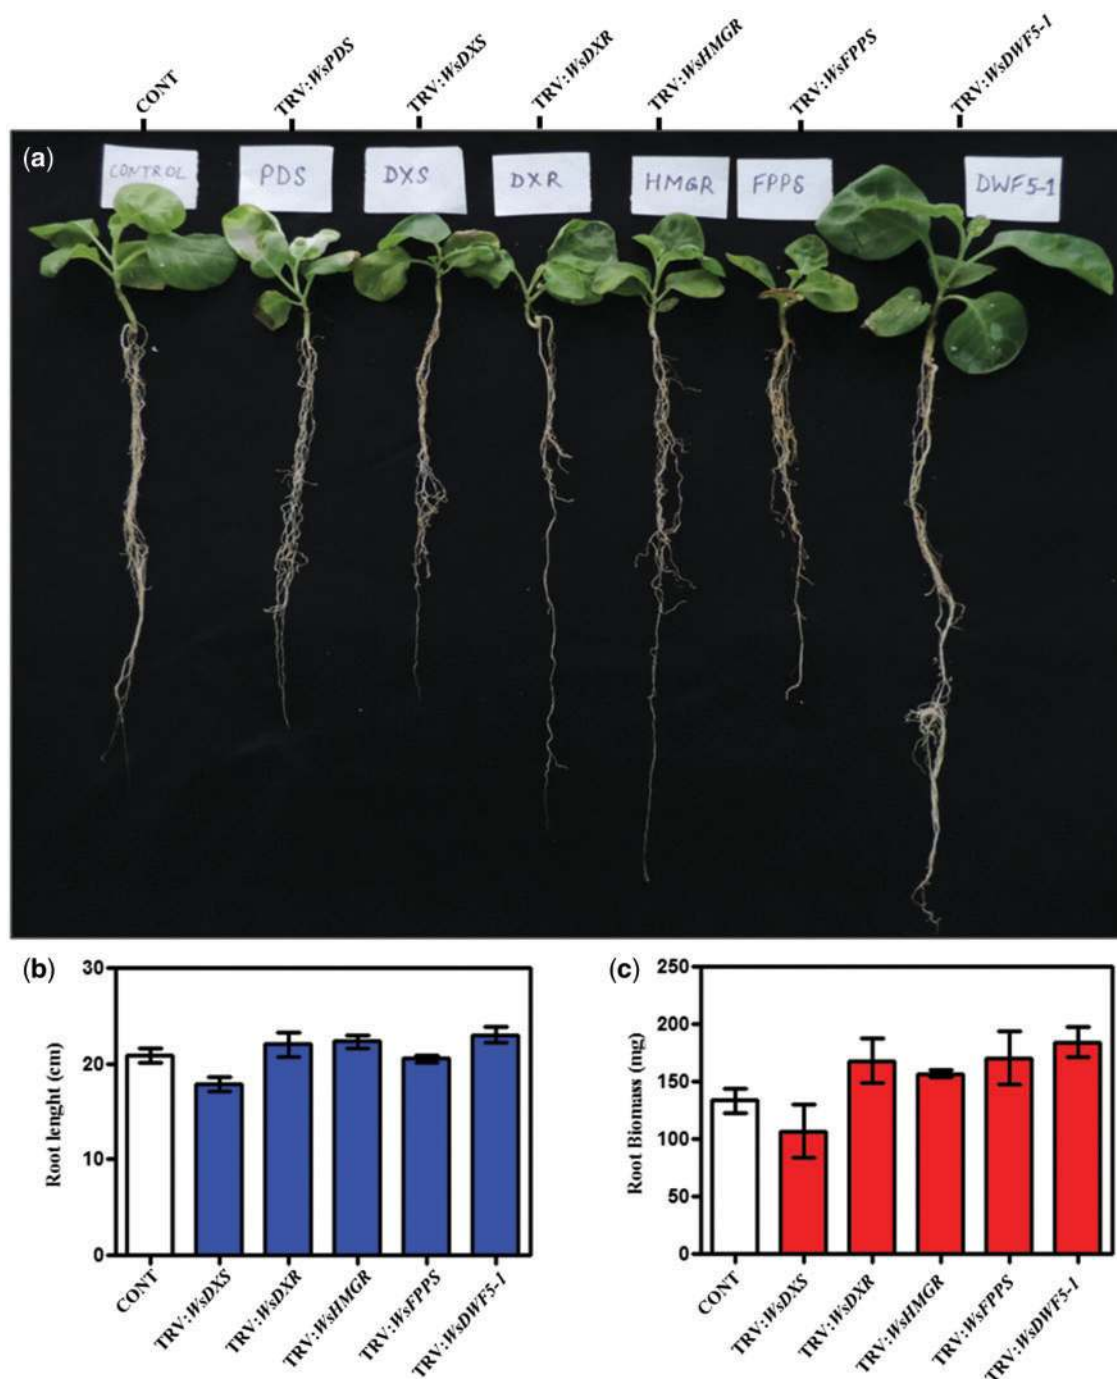 CONT
TRV:WsPDS
TRV:WsDXS
TRV:WsDXR
TRV:WsHMGR
TRV:WsFPPS
TRV:WsDWF5-1
(a)
CONTROL
PDS
DXS
DXR
HMGR
FPPS
DWF5-1
(b)
30
20
10
0
Root lenght (cm)
CONT
TRV:WsDXS
TRV:WsDXR
TRV:WsHMGR
TRV:WsFPPS
TRV:WsDWF5-1
(c)
250
200
150
100
50
0
Root Biomass (mg)
CONT
TRV:WsDXS
TRV:WsDXR
TRV:WsHMGR
TRV:WsFPPS
TRV:WsDWF5-1